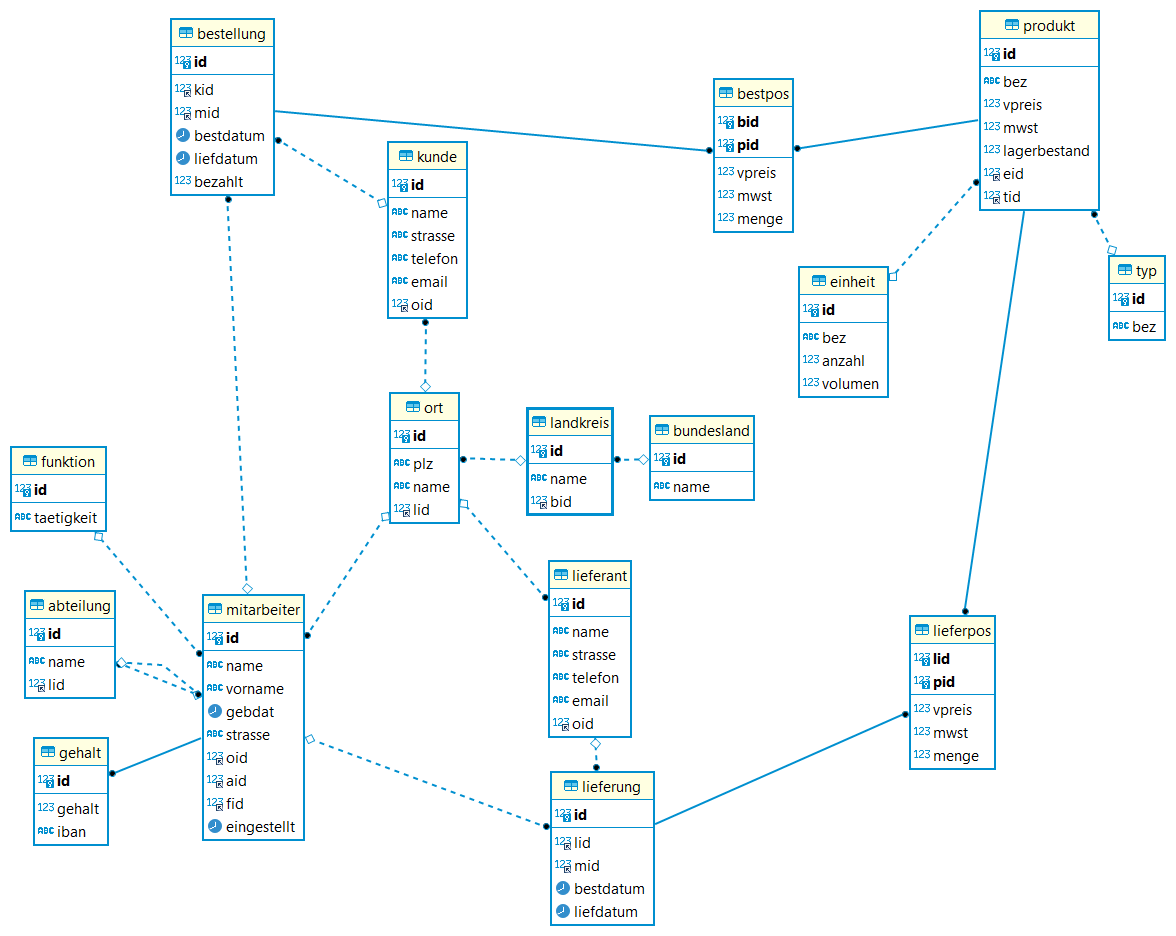 bestellung
id
kid
mid
bestdatum
liefdatum
bezahlt
produkt
id
bez
vpreis
mwst
lagerbestand
eid
tid
bestpos
bid
pid
vpreis
mwst
menge
kunde
id
name
strasse
telefon
email
oid
einheit
id
bez
anzahl
volumen
typ
id
bez
ort
id
plz
name
lid
landkreis
id
name
bid
bundesland
id
name
funktion
id
taetigkeit
abteilung
id
name
lid
mitarbeiter
id
name
vorname
gebdat
strasse
oid
aid
fid
eingestellt
lieferant
id
name
strasse
telefon
email
oid
lieferpos
lid
pid
vpreis
mwst
menge
gehalt
id
gehalt
iban
lieferung
id
lid
mid
bestdatum
liefdatum